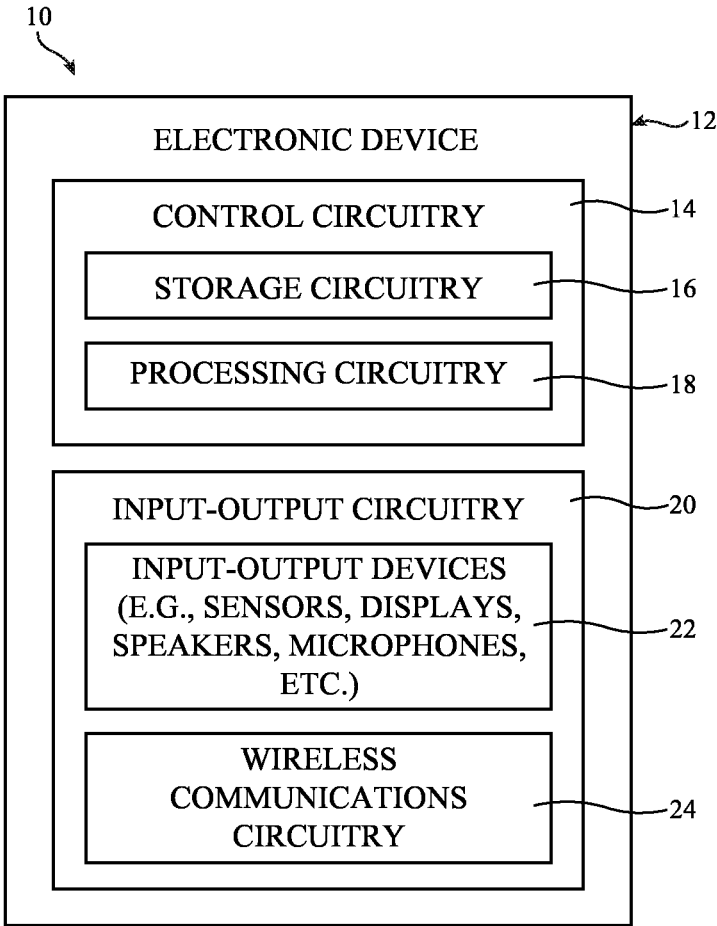 10
12
ELECTRONIC DEVICE
CONTROL CIRCUITRY
14
STORAGE CIRCUITRY
16
PROCESSING CIRCUITRY
18
INPUT-OUTPUT CIRCUITRY
20
INPUT-OUTPUT DEVICES
(E.G., SENSORS, DISPLAYS,
SPEAKERS, MICROPHONES,
ETC.)
22
WIRELESS
COMMUNICATIONS
CIRCUITRY
24